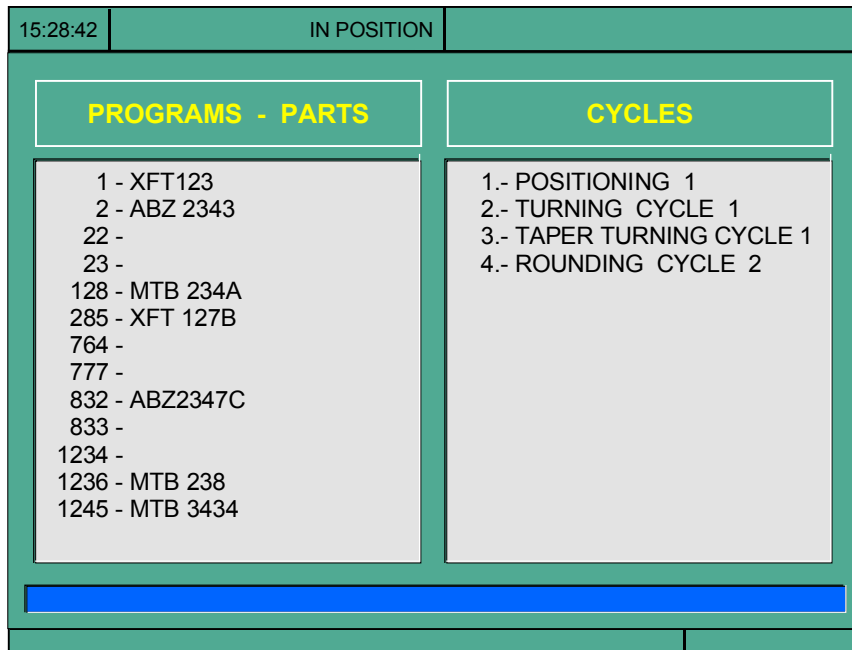 15:28:42
IN POSITION
PROGRAMS - PARTS
1 - XFT123
2 - ABZ 2343
22 -
23 -
128 - MTB 234A
285 - XFT 127B
764 -
777 -
832 - ABZ2347C
833 -
1234 -
1236 - MTB 238
1245 - MTB 3434
CYCLES
1.- POSITIONING 1
2.- TURNING CYCLE 1
3.- TAPER TURNING CYCLE 1
4.- ROUNDING CYCLE 2